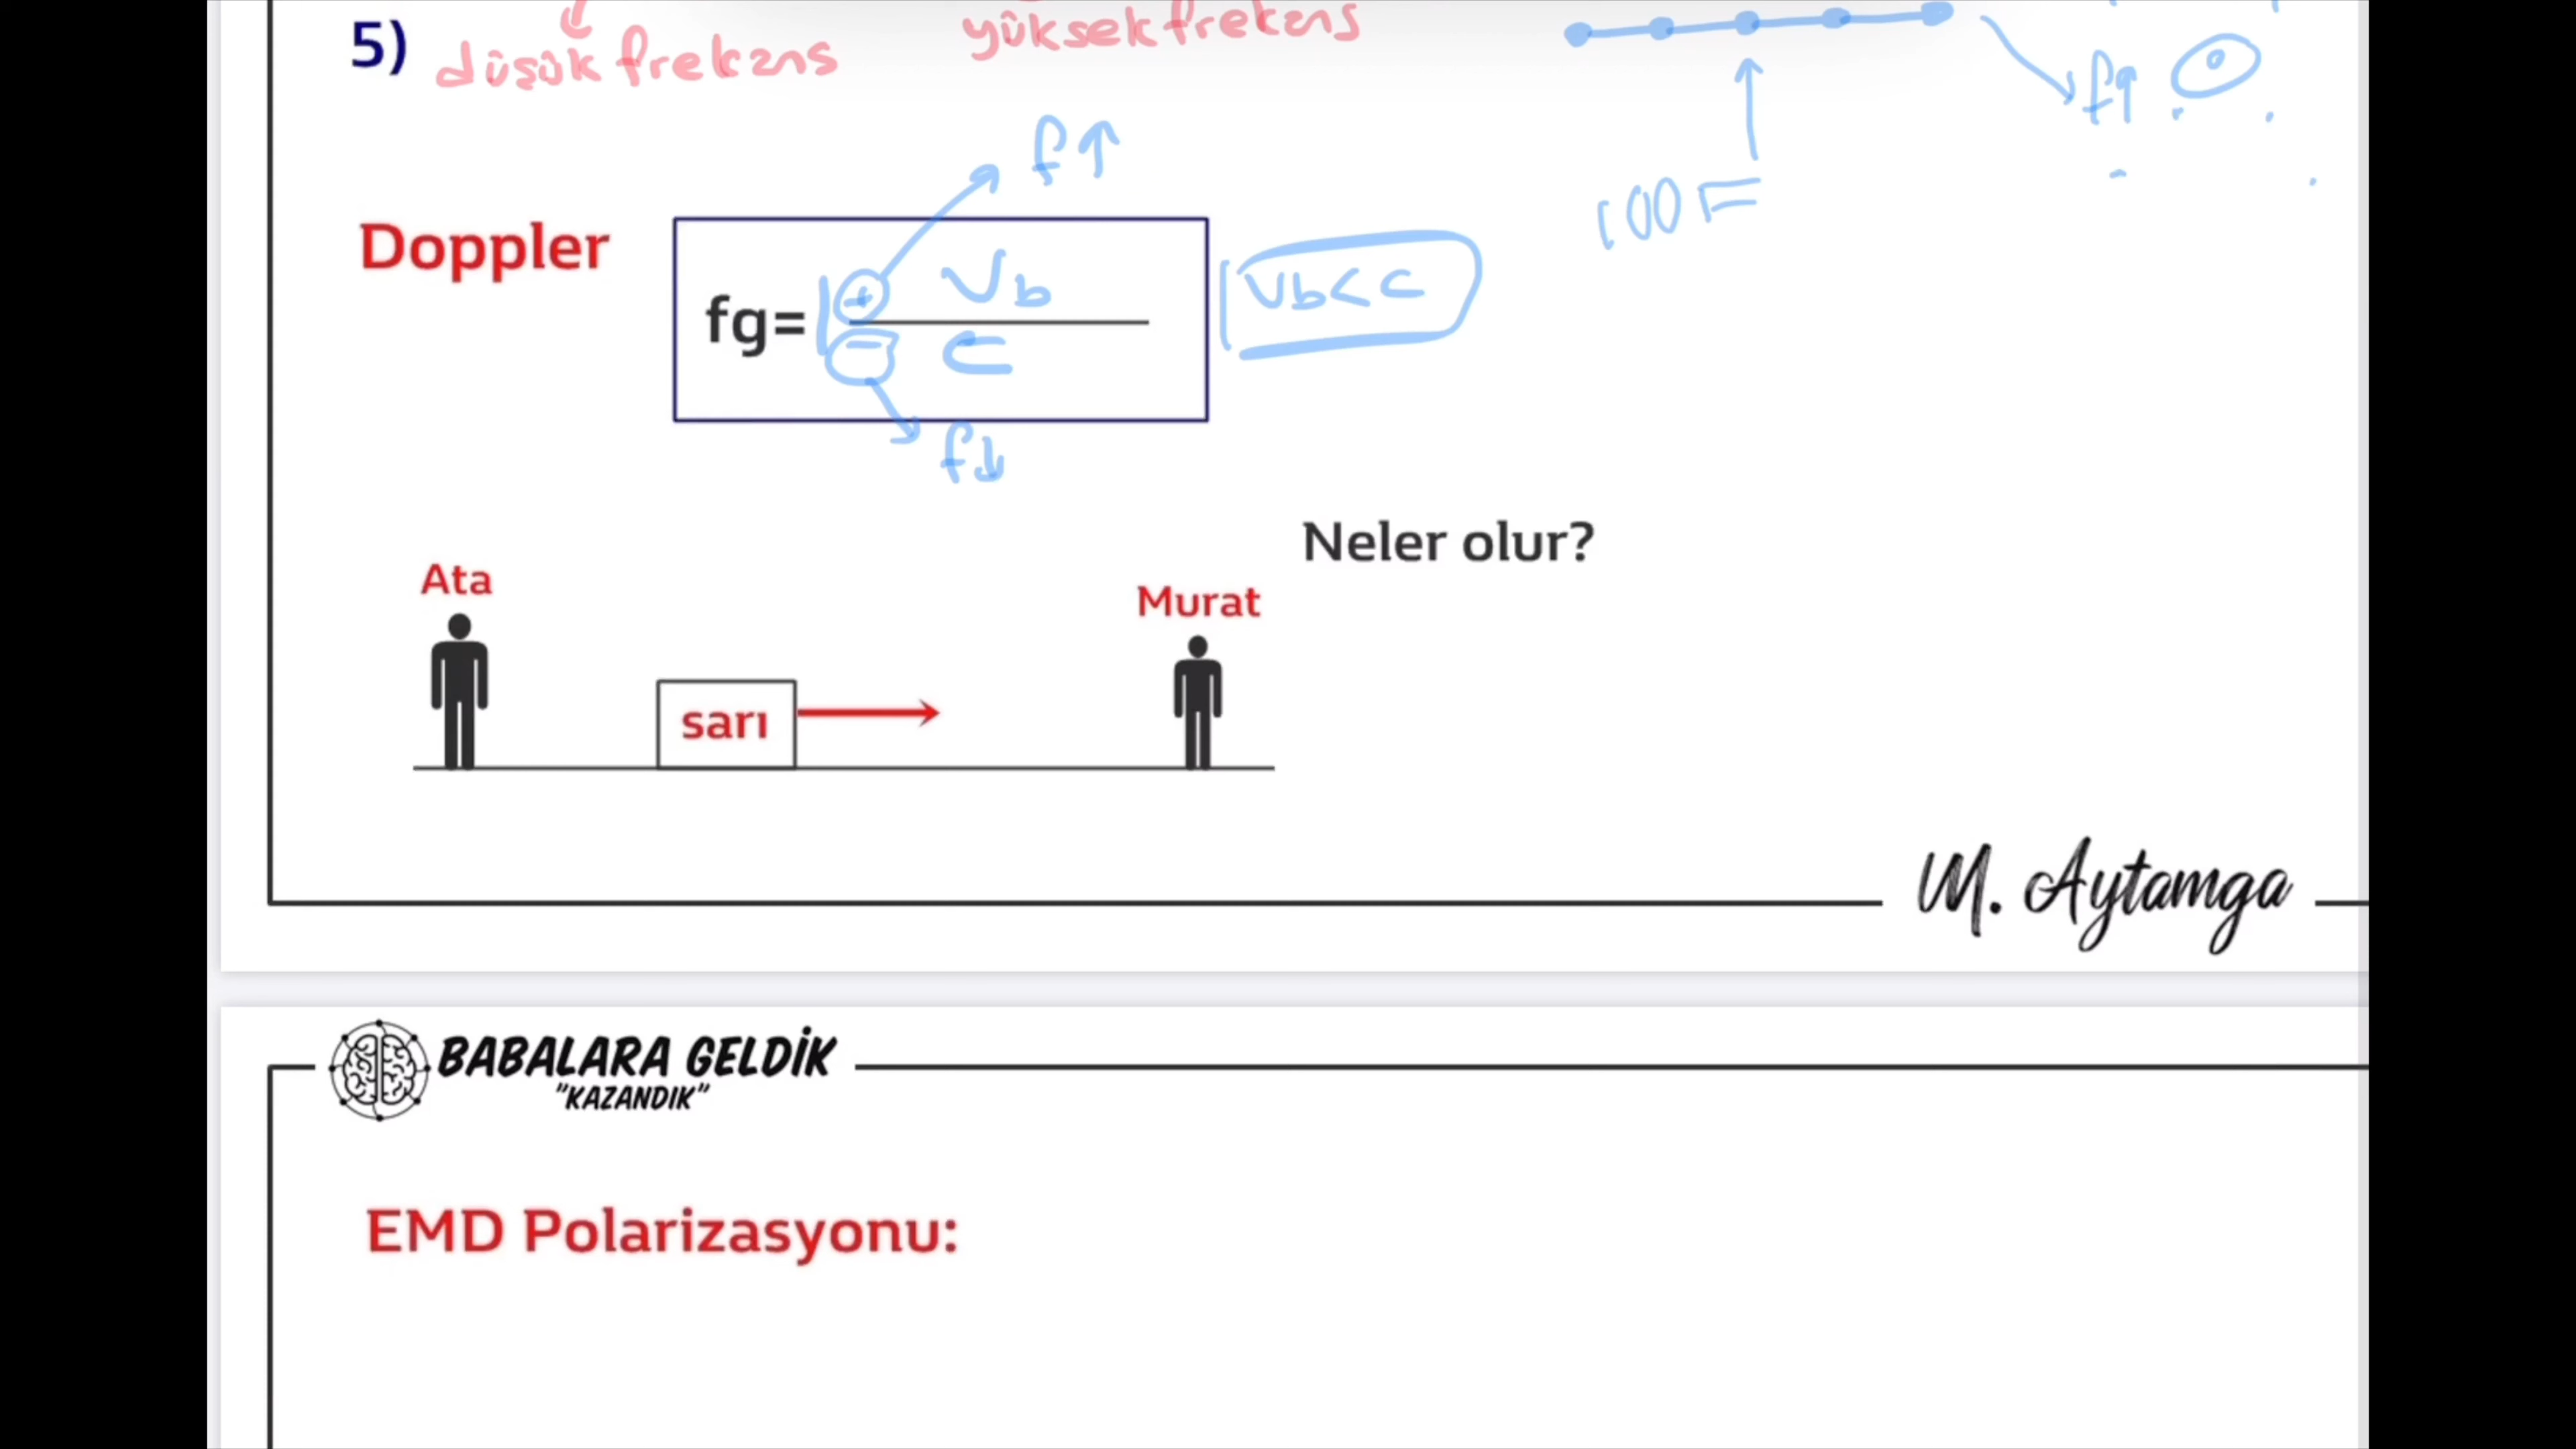 5) düşük frekans
yüksek frekans
f↑
100
Doppler
fg= 1 + Vb
- c
Vb < c
f↓
Neler olur?
Ata
Murat
sarı
M. Aytamga
BABALARA GELDİK
"KAZANDIK"
EMD Polarizasyonu: